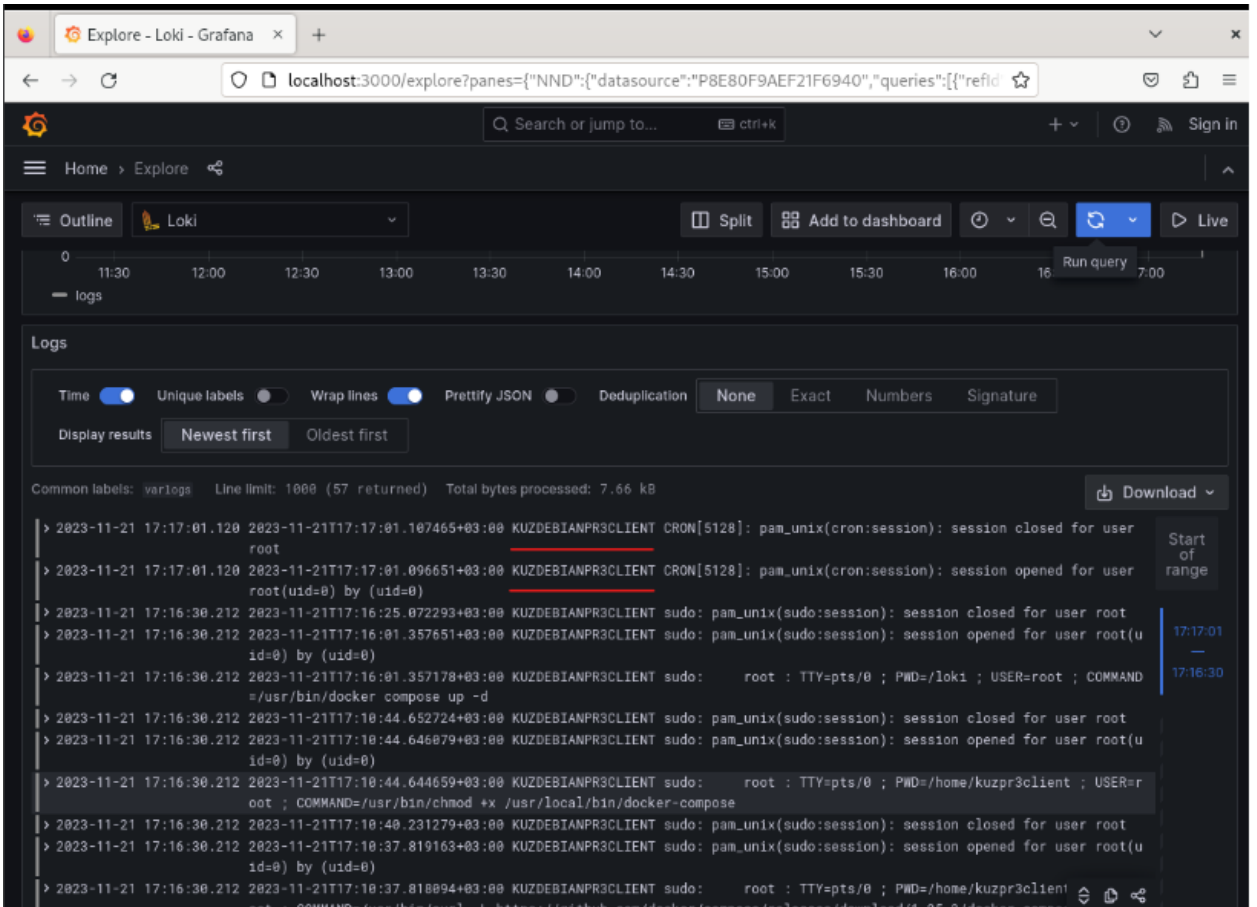 Explore - Loki - Grafana
localhost:3000/explore?panes={"NND":{"datasource":"P8E80F9AEF21F6940","queries":[{"refId
Search or jump to... ctrl+k Sign in
Home › Explore
Outline Loki Split Add to dashboard Live
0
11:30 12:00 12:30 13:00 13:30 14:00 14:30 15:00 15:30 16:00 16: 7:00
Run query
logs
Logs
Time Unique labels Wrap lines Prettify JSON Deduplication None Exact Numbers Signature
Display results Newest first Oldest first
Common labels: varlogs Line limit: 1000 (57 returned) Total bytes processed: 7.66 kB Download
> 2023-11-21 17:17:01.120 2023-11-21T17:17:01.107465+03:00 KUZDEBIANPR3CLIENT CRON[5128]: pam_unix(cron:session): session closed for user
root
> 2023-11-21 17:17:01.120 2023-11-21T17:17:01.096651+03:00 KUZDEBIANPR3CLIENT CRON[5128]: pam_unix(cron:session): session opened for user
root(uid=0) by (uid=0)
> 2023-11-21 17:16:30.212 2023-11-21T17:16:25.072293+03:00 KUZDEBIANPR3CLIENT sudo: pam_unix(sudo:session): session closed for user root
> 2023-11-21 17:16:30.212 2023-11-21T17:16:01.357651+03:00 KUZDEBIANPR3CLIENT sudo: pam_unix(sudo:session): session opened for user root(u
id=0) by (uid=0)
> 2023-11-21 17:16:30.212 2023-11-21T17:16:01.357178+03:00 KUZDEBIANPR3CLIENT sudo: root : TTY=pts/0 ; PWD=/loki ; USER=root ; COMMAND
=/usr/bin/docker compose up -d
> 2023-11-21 17:16:30.212 2023-11-21T17:10:44.652724+03:00 KUZDEBIANPR3CLIENT sudo: pam_unix(sudo:session): session closed for user root
> 2023-11-21 17:16:30.212 2023-11-21T17:10:44.646079+03:00 KUZDEBIANPR3CLIENT sudo: pam_unix(sudo:session): session opened for user root(u
id=0) by (uid=0)
> 2023-11-21 17:16:30.212 2023-11-21T17:10:44.644659+03:00 KUZDEBIANPR3CLIENT sudo: root : TTY=pts/0 ; PWD=/home/kuzpr3client ; USER=r
oot ; COMMAND=/usr/bin/chmod +x /usr/local/bin/docker-compose
> 2023-11-21 17:16:30.212 2023-11-21T17:10:40.231279+03:00 KUZDEBIANPR3CLIENT sudo: pam_unix(sudo:session): session closed for user root
> 2023-11-21 17:16:30.212 2023-11-21T17:10:37.819163+03:00 KUZDEBIANPR3CLIENT sudo: pam_unix(sudo:session): session opened for user root(u
id=0) by (uid=0)
> 2023-11-21 17:16:30.212 2023-11-21T17:10:37.818094+03:00 KUZDEBIANPR3CLIENT sudo: root : TTY=pts/0 ; PWD=/home/kuzpr3client
Start
of
range
17:17:01
—
17:16:30